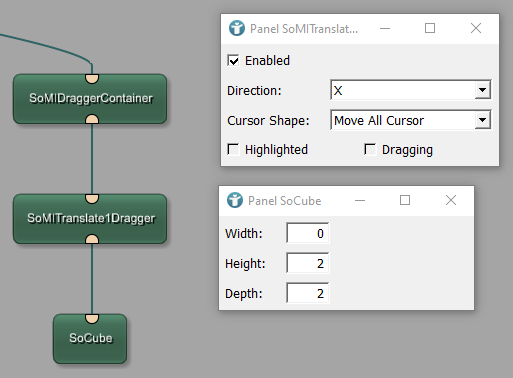 SoMIDraggerContainer
SoMITranslate1Dragger
SoCube
Panel SoMITranslat...
Enabled
Direction: X
Cursor Shape: Move All Cursor
Highlighted Dragging
Panel SoCube
Width: 0
Height: 2
Depth: 2